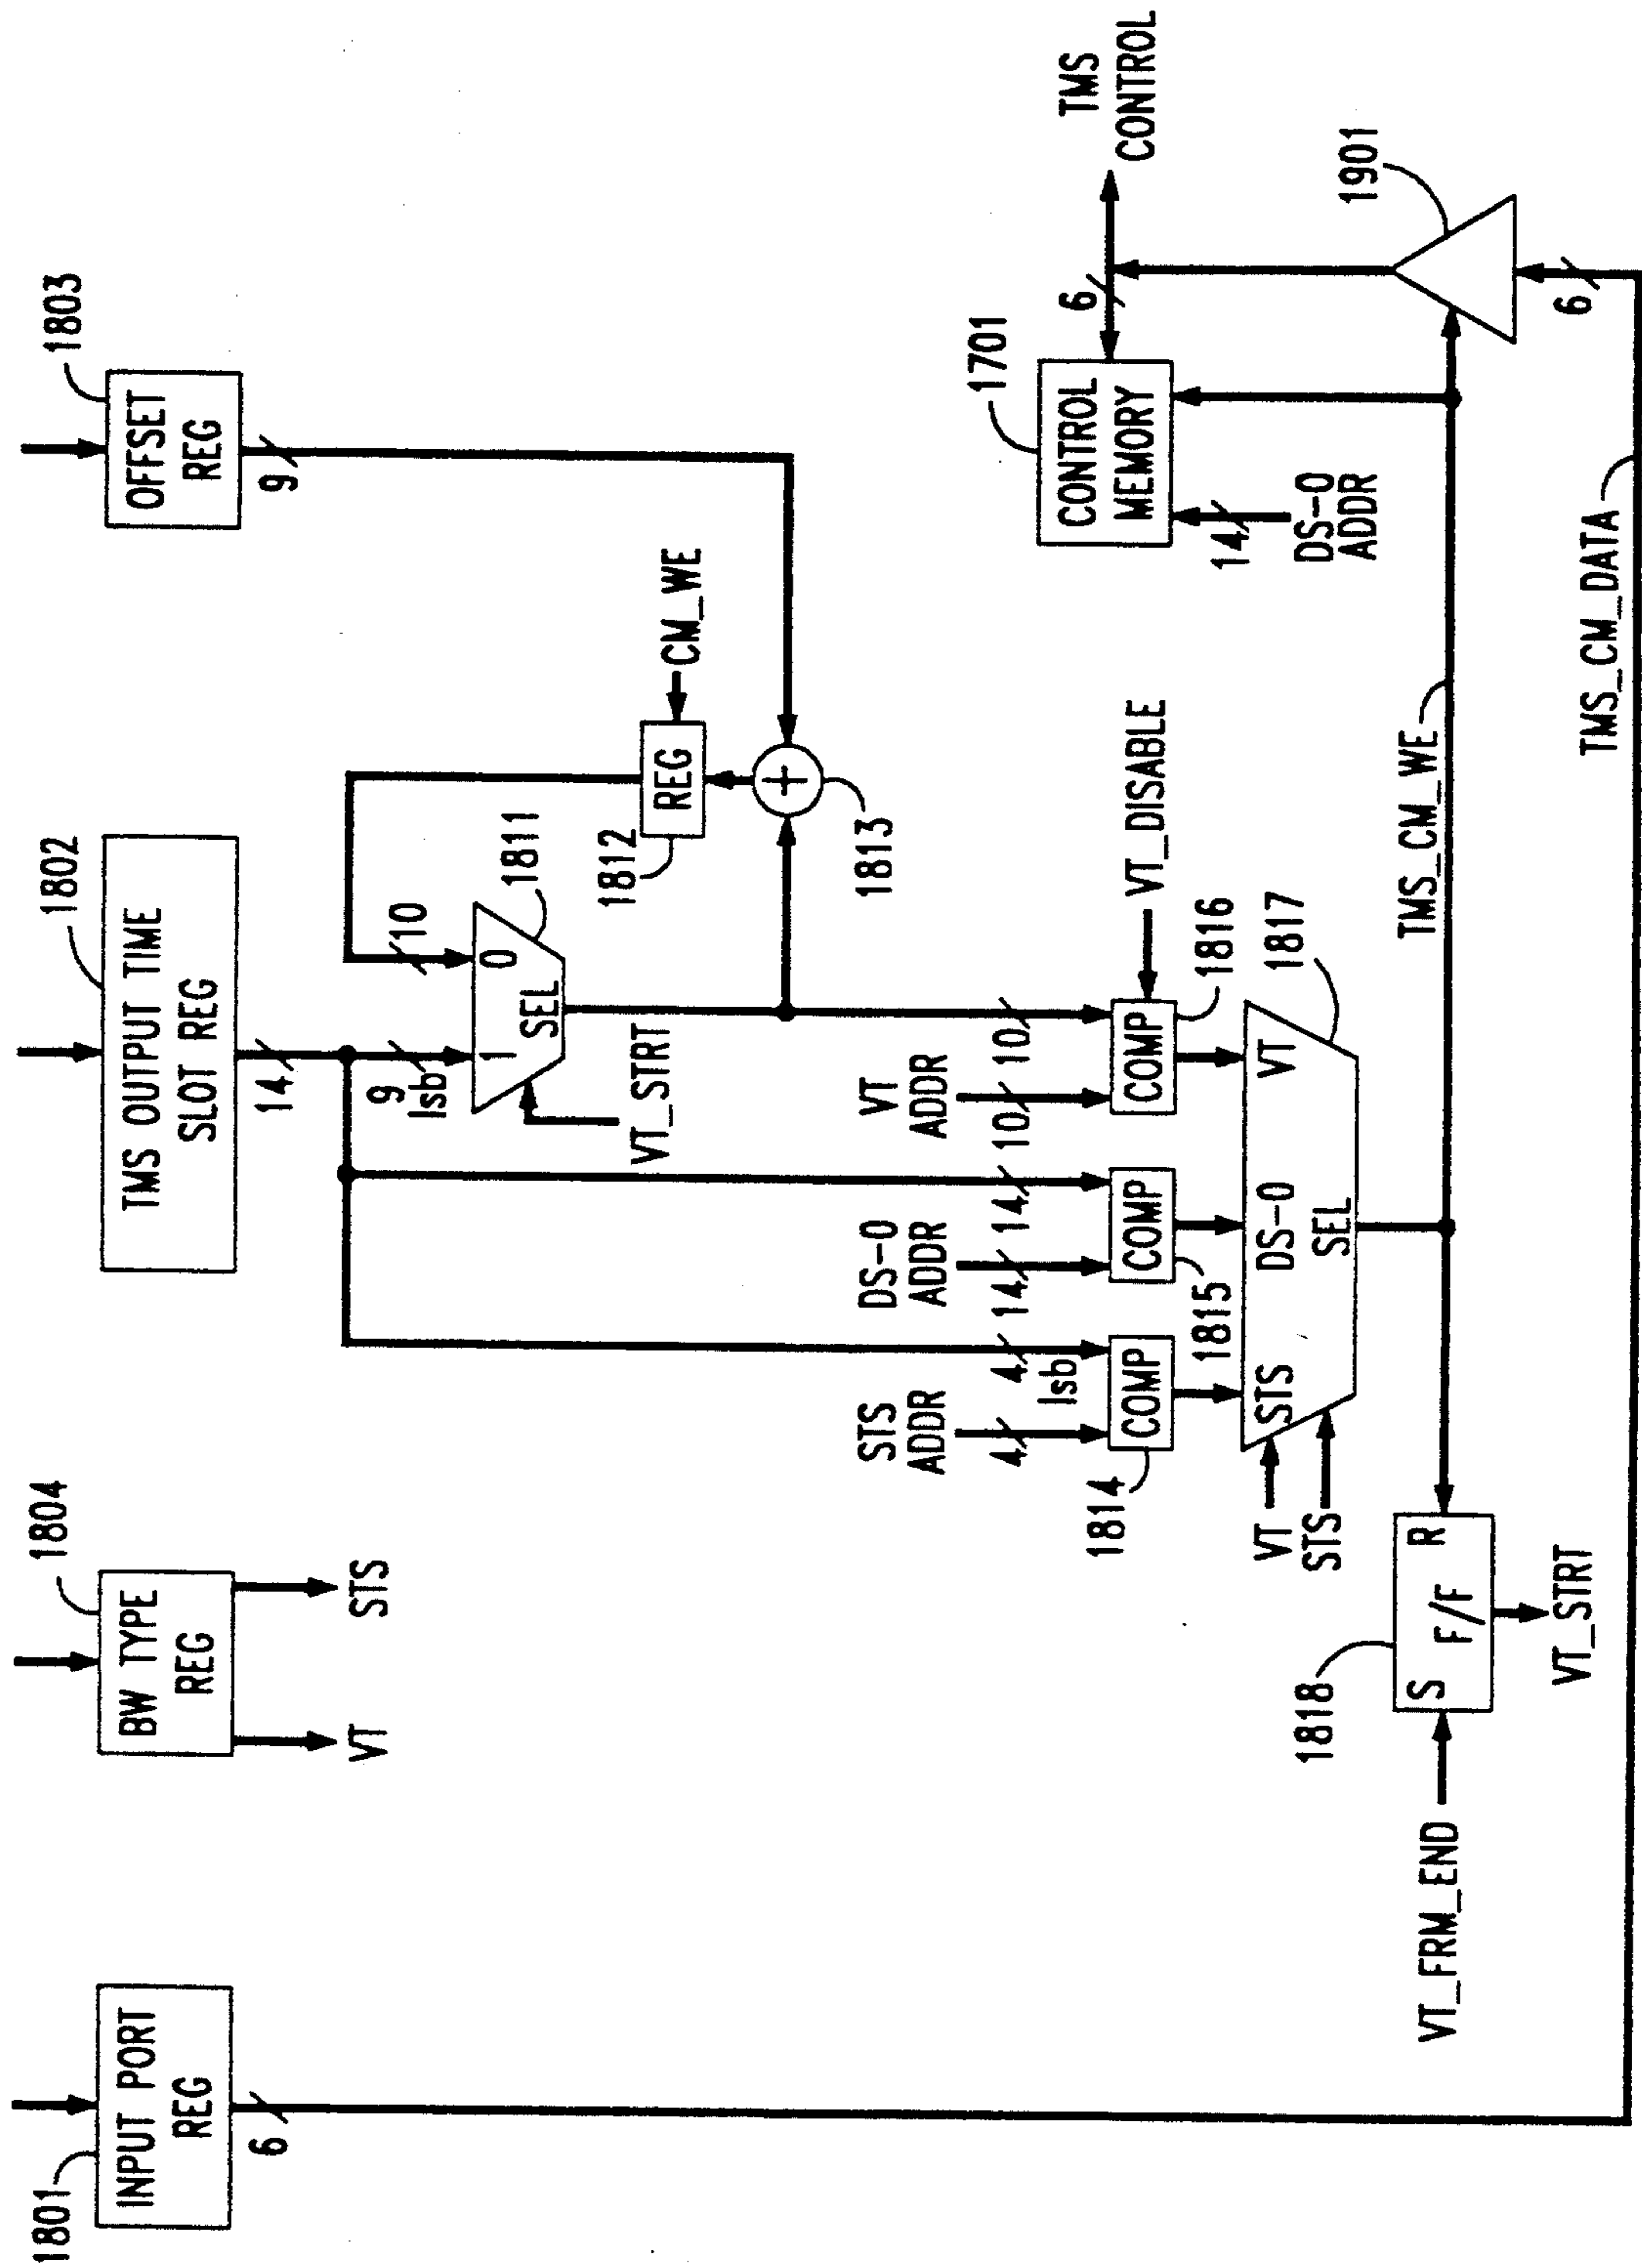 1801
INPUT PORT
REG
6
1804
BW TYPE
REG
VT
STS
1802
TMS OUTPUT TIME
SLOT REG
14
9
lsb
10
1
0
SEL
1811
VT_STRT
1803
OFFSET
REG
9
REG
1812
CM_WE
+
1813
STS
ADDR
4
4
lsb
COMP
1814
DS-0
ADDR
14
14
COMP
1815
VT
ADDR
10
10
COMP
1816
VT_DISABLE
STS
DS-0
VT
SEL
1817
VT
STS
VT_FRM_END
S
R
F/F
1818
VT_STRT
TMS_CM_WE
TMS_CM_DATA
1701
CONTROL
MEMORY
14
DS-0
ADDR
6
TMS
CONTROL
1901
6